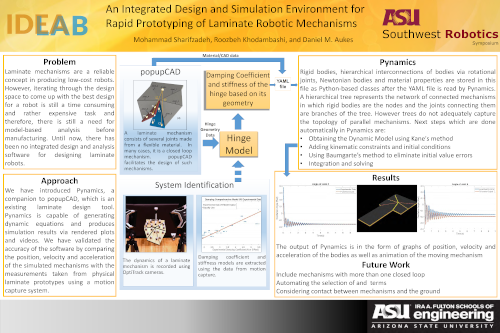 IDEALAB
An Integrated Design and Simulation Environment for
Rapid Prototyping of Laminate Robotic Mechanisms
Mohammad Sharifzadeh, Roozbeh Khodambashi, and Daniel M. Aukes
ASU
Southwest Robotics
Symposium
Problem
Laminate mechanisms are a reliable
concept in producing low-cost robots.
However, iterating through the design
space to come up with the best design
for a robot is still a time consuming
and rather expensive task and
therefore, there is still a need for
model-based analysis before
manufacturing. Until now, there has
been no integrated design and analysis
software for designing laminate
robots.
Approach
We have introduced Pynamics, a
companion to popupCAD, which is an
existing laminate design tool.
Pynamics is capable of generating
dynamic equations and produces
simulation results via rendered plots
and videos. We have validated the
accuracy of the software by comparing
the position, velocity and acceleration
of the simulated mechanisms with the
measurements taken from physical
laminate prototypes using a motion
capture system.
Material/CAD data
popupCAD
A laminate mechanism
consists of several joints made
from a flexible material. In
many cases, it is a closed loop
mechanism. popupCAD
facilitates the design of such
mechanisms.
Damping Coefficient
and stiffness of the
hinge based on its
geometry
YAML
file
Hinge
Geometry
Data
Hinge
Model
System Identification
The dynamics of a laminate
mechanism is recorded using
OptiTrack cameras.
Damping coefficient and
stiffness models are extracted
using the data from motion
capture.
Pynamics
Rigid bodies, hierarchical interconnections of bodies via rotational
joints, Newtonian bodies and material properties are stored in this
file as Python-based classes after the YAML file is read by Pynamics.
A hierarchical tree represents the network of connected mechanisms
in which rigid bodies are the nodes and the joints connecting them
are branches of the tree. However trees do not adequately capture
the topology of parallel mechanisms. Next steps which are done
automatically in Pynamics are:
• Obtaining the Dynamic Model using Kane's method
• Adding kinematic constraints and initial conditions
• Using Baumgarte's method to eliminate initial value errors
• Integration and solving
Results
The output of Pynamics is in the form of graphs of position, velocity and
acceleration of the bodies as well as animation of the moving mechanism
Future Work
Include mechanisms with more than one closed loop
Automating the selection of and terms
Considering contact between mechanisms and the ground
ASU IRA A. FULTON SCHOOLS OF
engineering
ARIZONA STATE UNIVERSITY